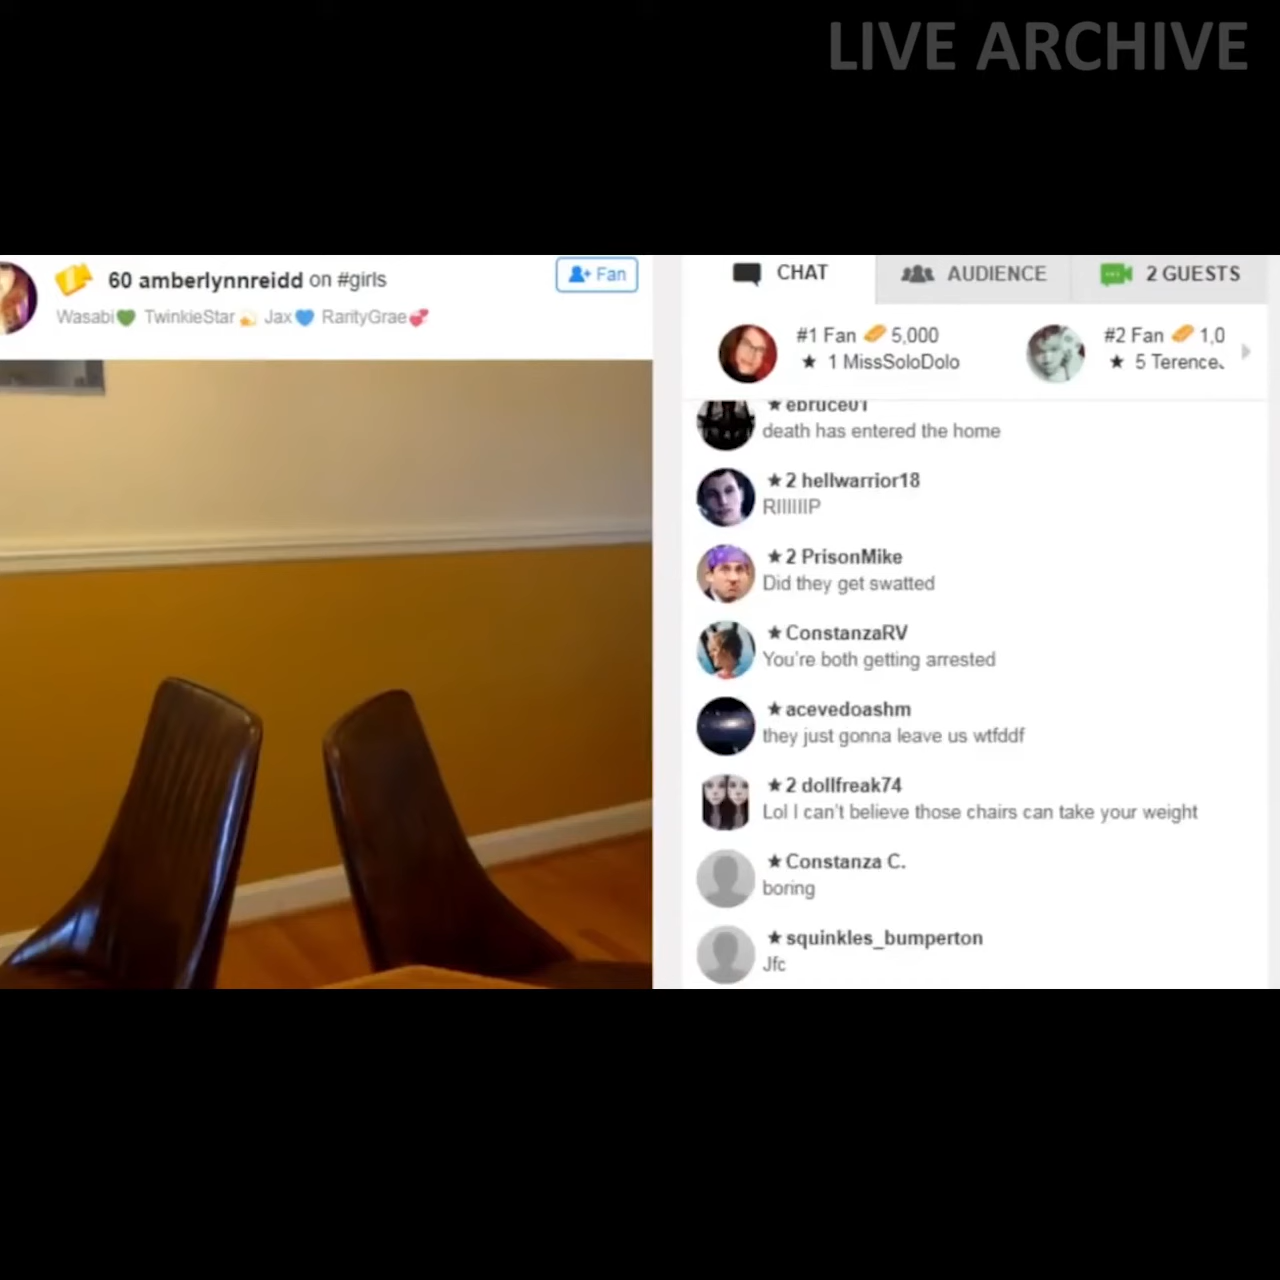 LIVE ARCHIVE
60 amberlynnreidd on #girls
Fan
Wasabi💚 TwinkieStar💫 Jax💙 RarityGrae💞
CHAT
AUDIENCE
2 GUESTS
#1 Fan 5,000
★ 1 MissSoloDolo
#2 Fan 1,0
★ 5 Terence
★ ebruce01
death has entered the home
★ 2 hellwarrior18
RIIIIIIP
★ 2 PrisonMike
Did they get swatted
★ ConstanzaRV
You're both getting arrested
★ acevedoashm
they just gonna leave us wtfddf
★ 2 dollfreak74
Lol I can't believe those chairs can take your weight
★ Constanza C.
boring
★ squinkles_bumperton
Jfc